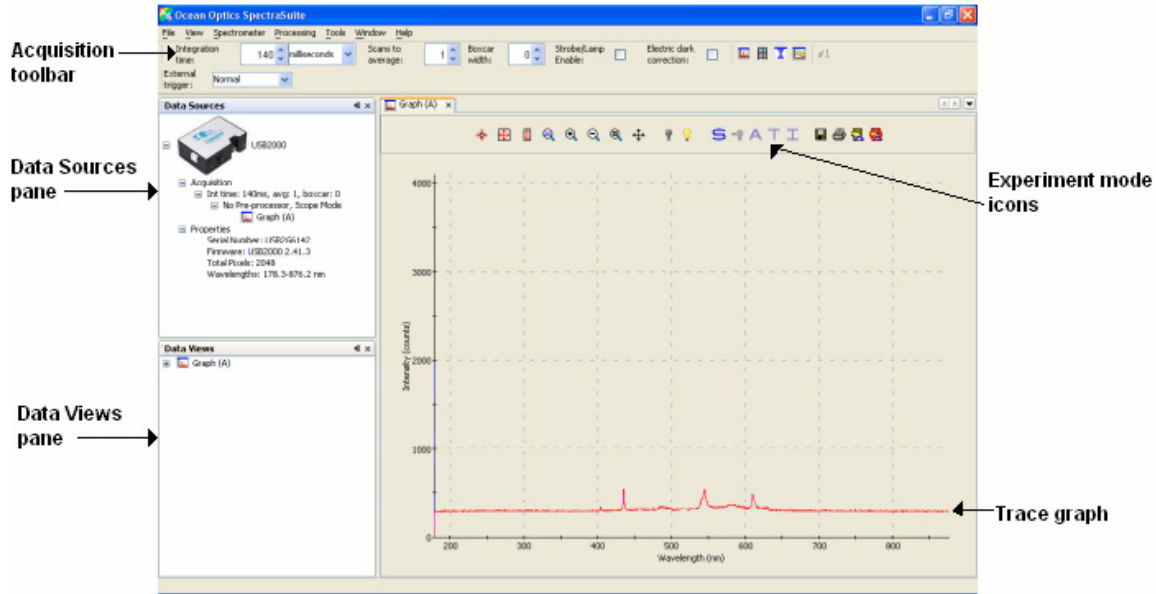 Ocean Optics SpectraSuite
File View Spectrometer Processing Tools Window Help
Acquisition
toolbar
Integration
time:
140
milliseconds
Scans to
average:
1
Boxcar
width:
0
Strobe/Lamp
Enable:
Electric dark
correction:
External
trigger:
Normal
Data Sources
Graph (A)
USB2000
S A T I
Data Sources
pane
Experiment mode
icons
Acquisition
Int time: 140ms, avg: 1, boxcar: 0
No Pre-processor, Scope Mode
Graph (A)
Properties
Serial Number: USB2G6142
Firmware: USB2000 2.41.3
Total Pixels: 2048
Wavelengths: 178.3-876.2 nm
4000
3000
2000
1000
0
Intensity (counts)
Data Views
Graph (A)
Data Views
pane
Trace graph
200 300 400 500 600 700 800
Wavelength (nm)